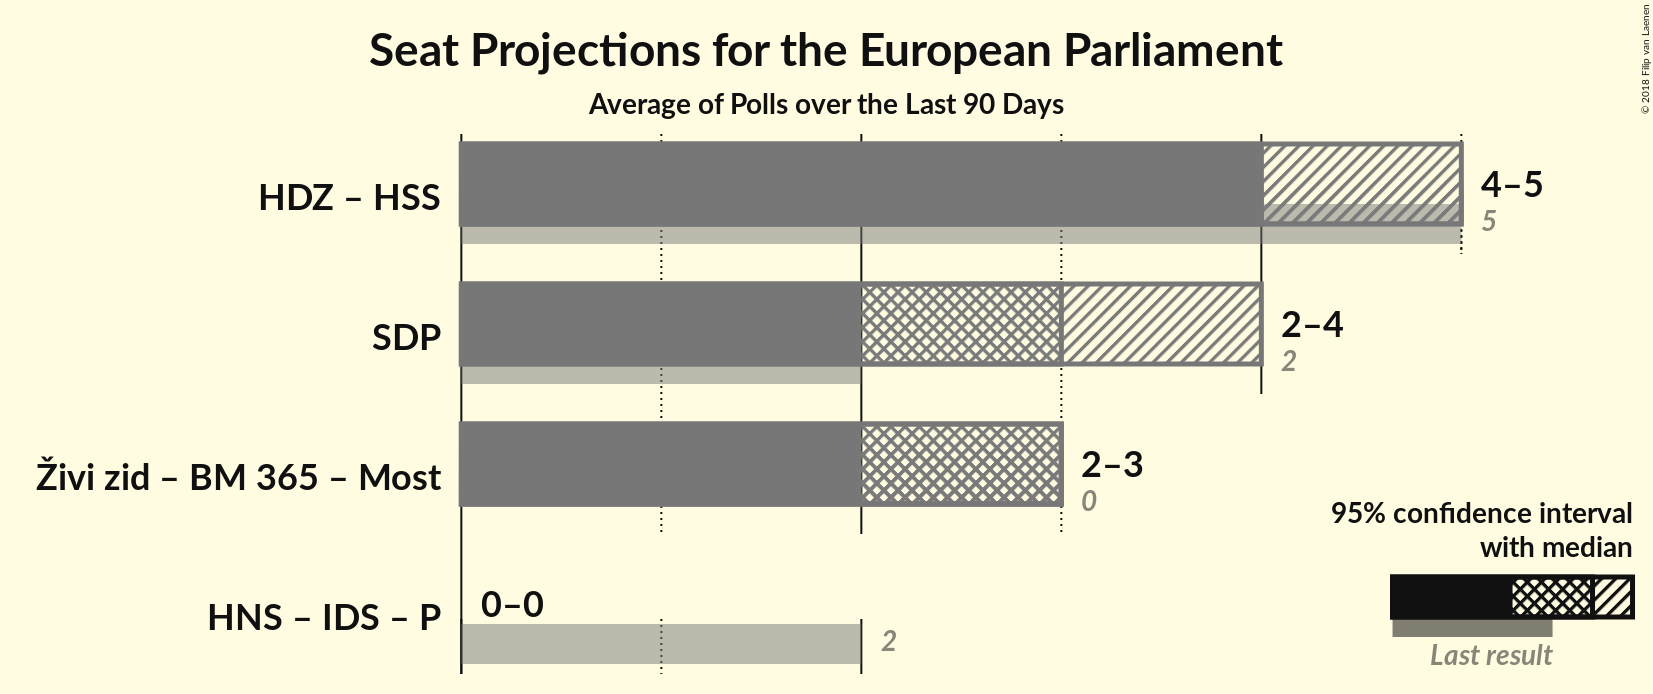 Seat Projections for the European Parliament
Average of Polls over the Last 90 Days
© 2018 Filip van Laenen
HDZ – HSS
4–5
5
SDP
2–4
2
Živi zid – BM 365 – Most
2–3
0
HNS – IDS – P
0–0
2
95% confidence interval
with median
Last result